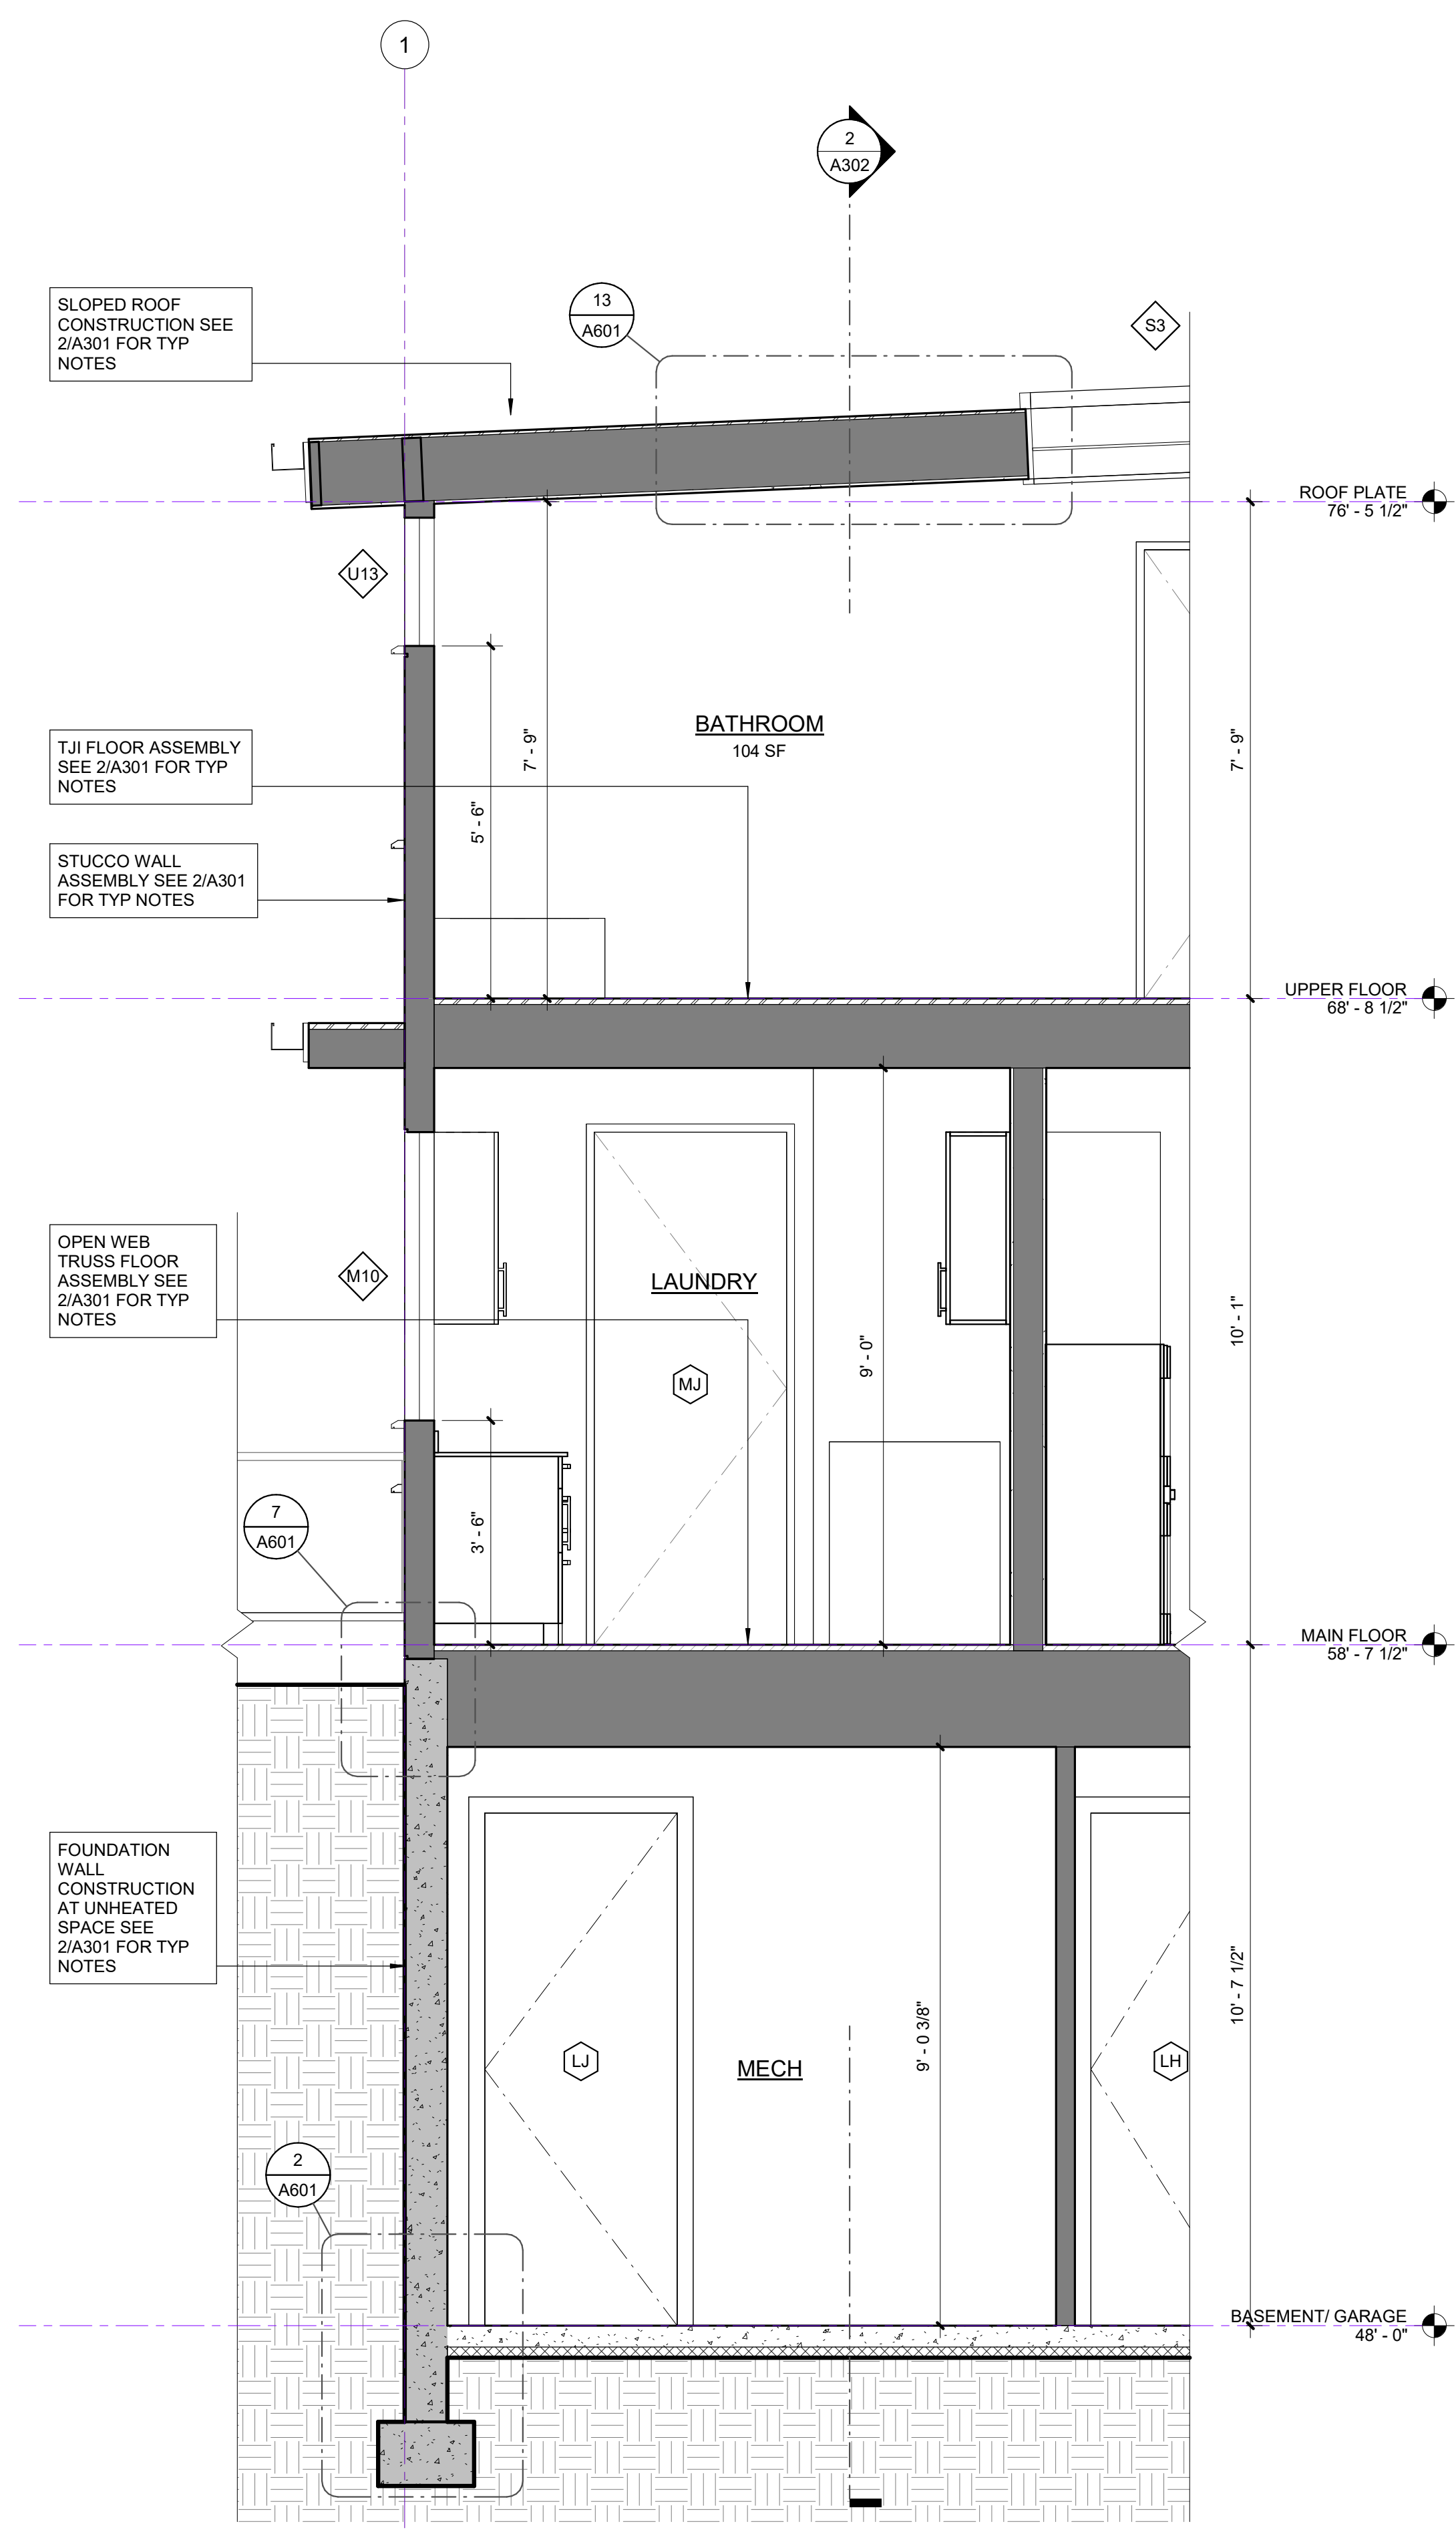 1
2
A302
SLOPED ROOF
CONSTRUCTION SEE
2/A301 FOR TYP
NOTES
13
A601
S3
ROOF PLATE
76' - 5 1/2"
U13
BATHROOM
104 SF
7' - 9"
5' - 6"
7' - 9"
TJI FLOOR ASSEMBLY
SEE 2/A301 FOR TYP
NOTES
STUCCO WALL
ASSEMBLY SEE 2/A301
FOR TYP NOTES
UPPER FLOOR
68' - 8 1/2"
OPEN WEB
TRUSS FLOOR
ASSEMBLY SEE
2/A301 FOR TYP
NOTES
M10
LAUNDRY
MJ
9' - 0"
10' - 1"
3' - 6"
7
A601
MAIN FLOOR
58' - 7 1/2"
FOUNDATION
WALL
CONSTRUCTION
AT UNHEATED
SPACE SEE
2/A301 FOR TYP
NOTES
LJ
MECH
9' - 0 3/8"
LH
10' - 7 1/2"
2
A601
BASEMENT/ GARAGE
48' - 0"